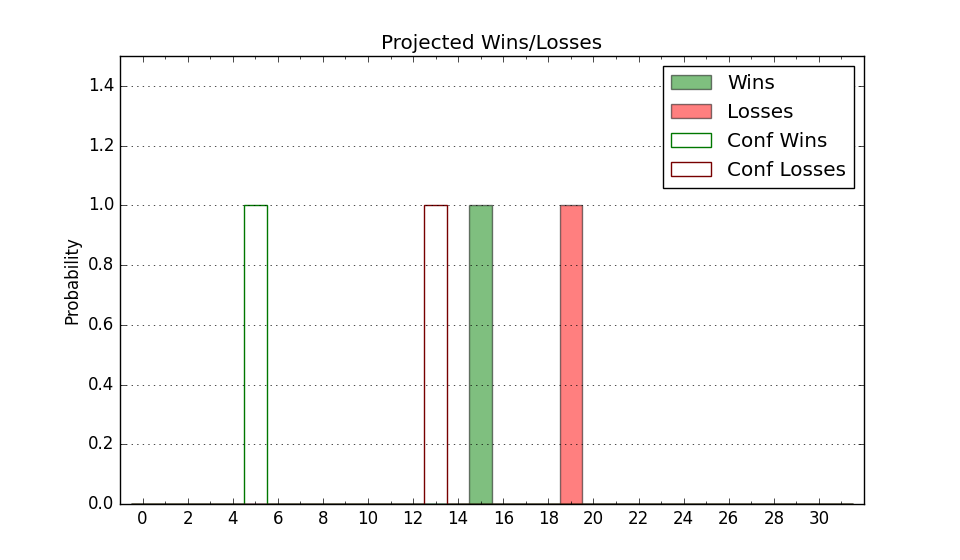 Projected Wins/Losses
1.4
1.2
1.0
0.8
0.6
0.4
0.2
0.0
Probability
Wins
Losses
Conf Wins
Conf Losses
0 2 4 6 8 10 12 14 16 18 20 22 24 26 28 30